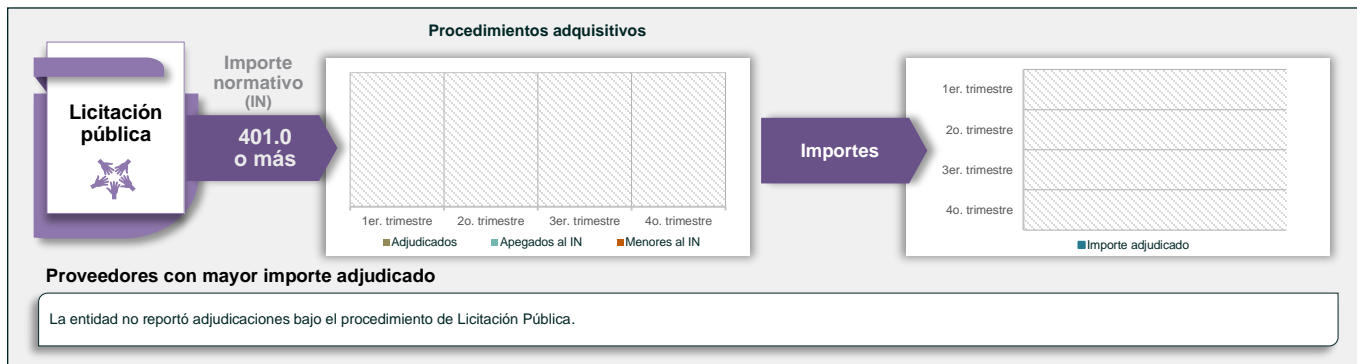 Procedimientos adquisitivos
Licitación
pública
Importe
normativo
(IN)
401.0
o más
1er. trimestre
2o. trimestre
3er. trimestre
4o. trimestre
Adjudicados
Apegados al IN
Menores al IN
Importes
1er. trimestre
2o. trimestre
3er. trimestre
4o. trimestre
Importe adjudicado
Proveedores con mayor importe adjudicado
La entidad no reportó adjudicaciones bajo el procedimiento de Licitación Pública.